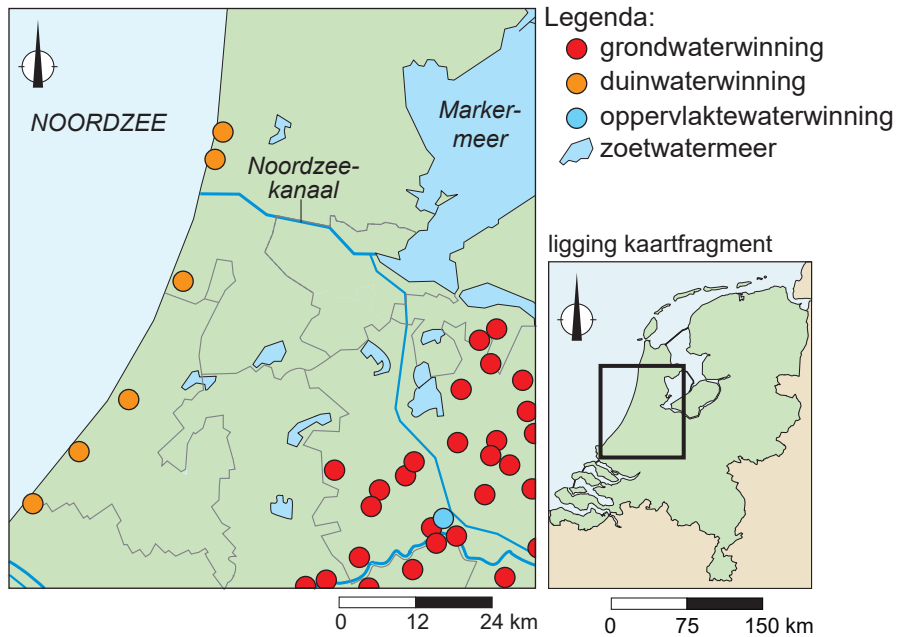 NOORDZEE
Marker-
meer
Noordzee-
kanaal
0 12 24 km
Legenda:
grondwaterwinning
duinwaterwinning
oppervlaktewaterwinning
zoetwatermeer
ligging kaartfragment
0 75 150 km